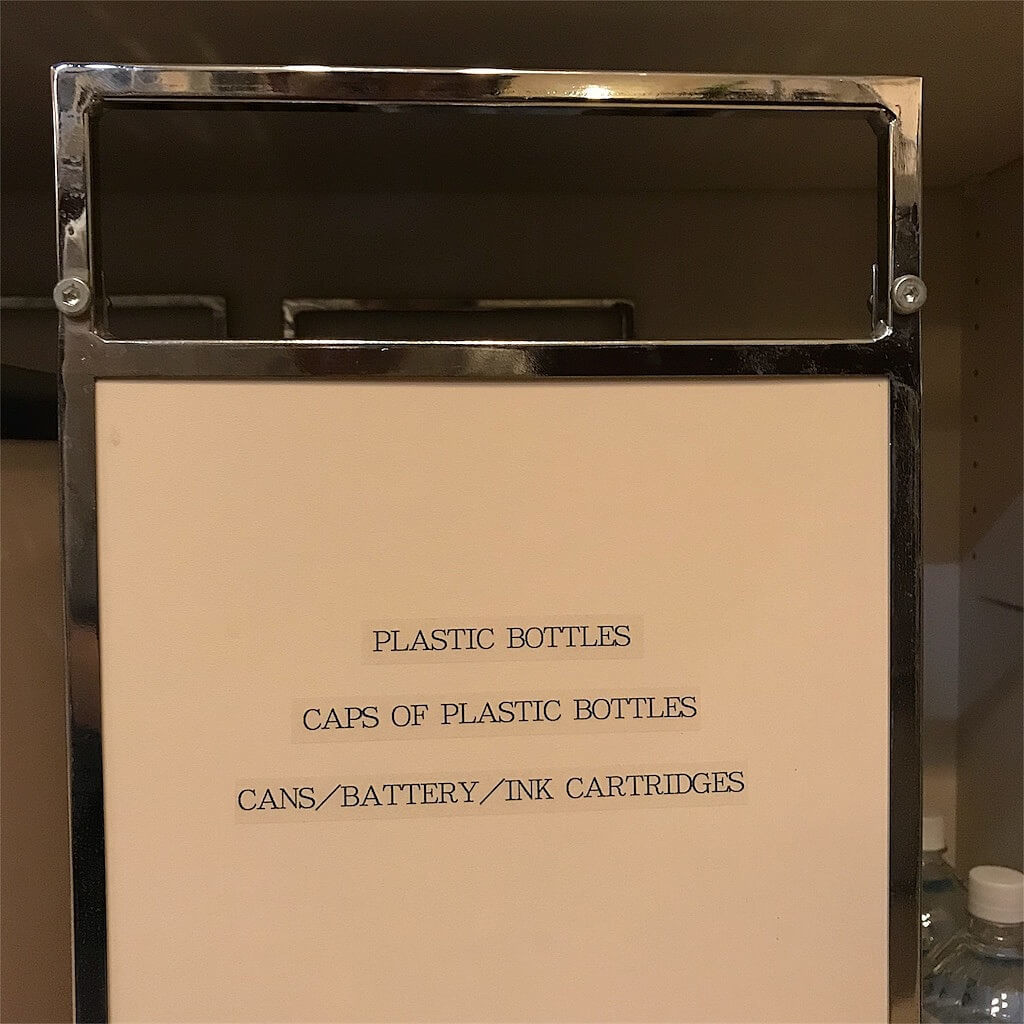 PLASTIC BOTTLES
CAPS OF PLASTIC BOTTLES
CANS/BATTERY/INK CARTRIDGES